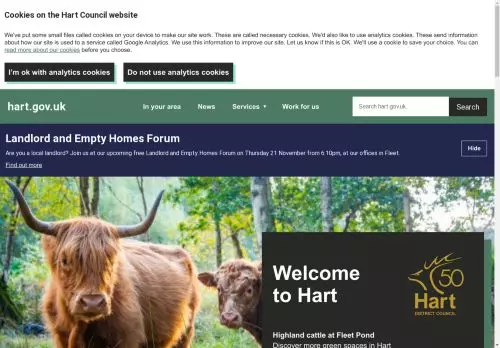 Cookies on the Hart Council website
We've put some small files called cookies on your device to make our site work. These are called necessary cookies. We'd also like to use analytics cookies. These send information
about how our site is used to a service called Google Analytics. We use this information to improve our site. Let us know if this is OK. We'll use a cookie to save your choice. You can
read more about our cookies before you choose.
I'm ok with analytics cookies
Do not use analytics cookies
hart.gov.uk
In your area
News
Services
Work for us
Search hart.gov.uk.
Search
Landlord and Empty Homes Forum
Are you a local landlord? Join us at our upcoming free Landlord and Empty Homes Forum on Thursday 21 November from 6:10pm, at our offices in Fleet.
Find out more
Hide
Welcome
to Hart
50
Hart
DISTRICT COUNCIL
Highland cattle at Fleet Pond
Discover more green spaces in Hart